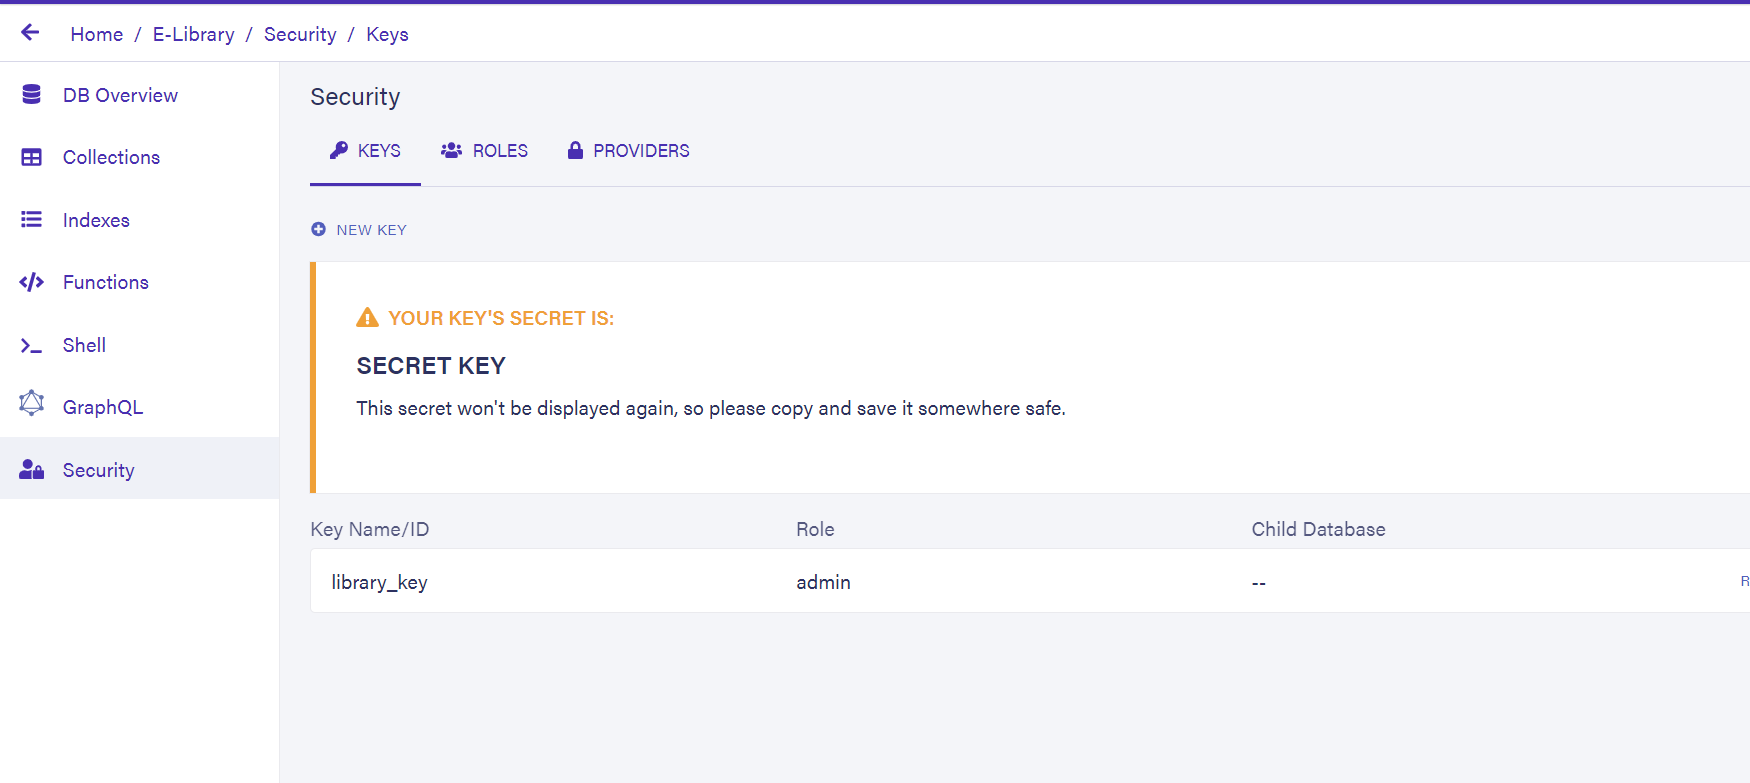 Home / E-Library / Security / Keys
DB Overview
Collections
Indexes
Functions
Shell
GraphQL
Security
Security
KEYS ROLES PROVIDERS
NEW KEY
YOUR KEY'S SECRET IS:
SECRET KEY
This secret won't be displayed again, so please copy and save it somewhere safe.
Key Name/ID Role Child Database
library_key admin -- R